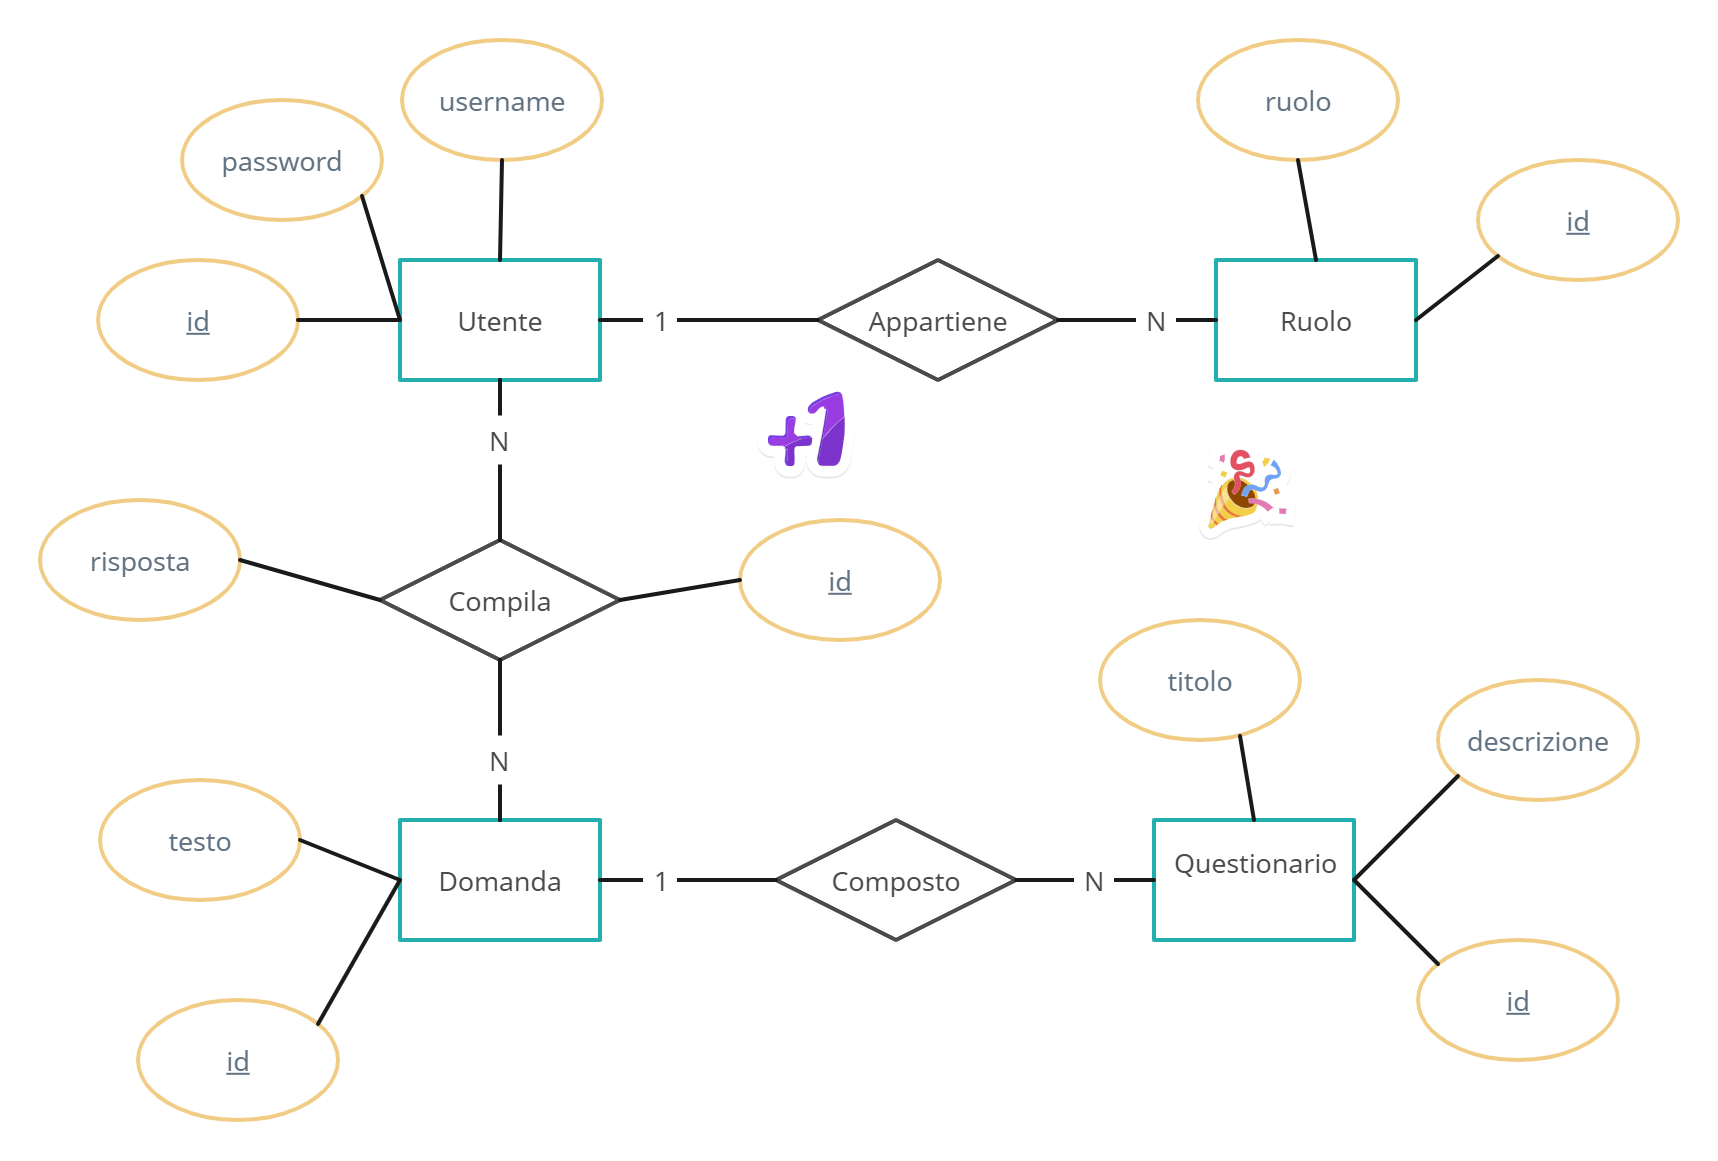 username
ruolo
password
id
id
Utente
1
Appartiene
N
Ruolo
N
+1
risposta
id
Compila
titolo
descrizione
N
testo
Questionario
Domanda
1
Composto
N
id
id